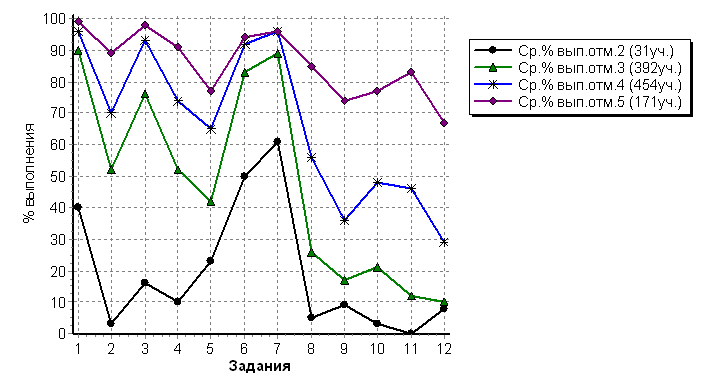 100
90
80
70
60
50
40
30
20
10
0
% выполнения
1 2 3 4 5 6 7 8 9 10 11 12
Задания
Ср.% вып.отм.2 (31уч.)
Ср.% вып.отм.3 (392уч.)
Ср.% вып.отм.4 (454уч.)
Ср.% вып.отм.5 (171уч.)